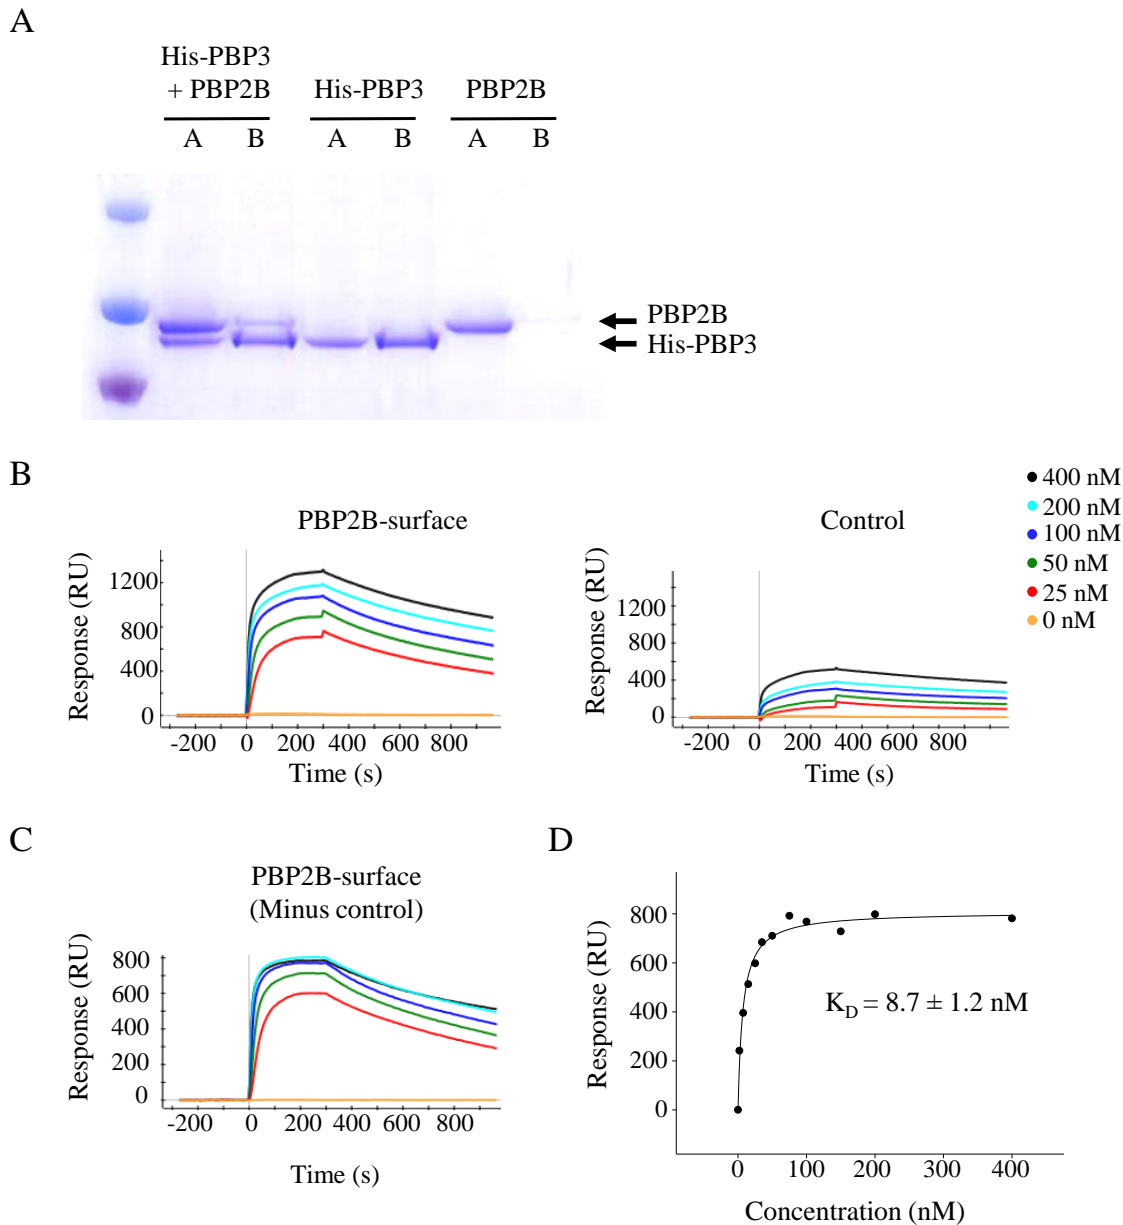 A
His-PBP3
+ PBP2B
His-PBP3
PBP2B
A B A B A B
PBP2B
His-PBP3
B
PBP2B-surface
Control
400 nM
200 nM
100 nM
50 nM
25 nM
0 nM
Response (RU)
1200
800
400
0
-200 0 200 400 600 800
Time (s)
Response (RU)
1200
800
400
0
-200 0 200 400 600 800
Time (s)
C
PBP2B-surface
(Minus control)
Response (RU)
800
600
400
200
0
-200 0 200 400 600 800
Time (s)
D
Response (RU)
800
600
400
200
0
K_D = 8.7 ± 1.2 nM
0 100 200 300 400
Concentration (nM)